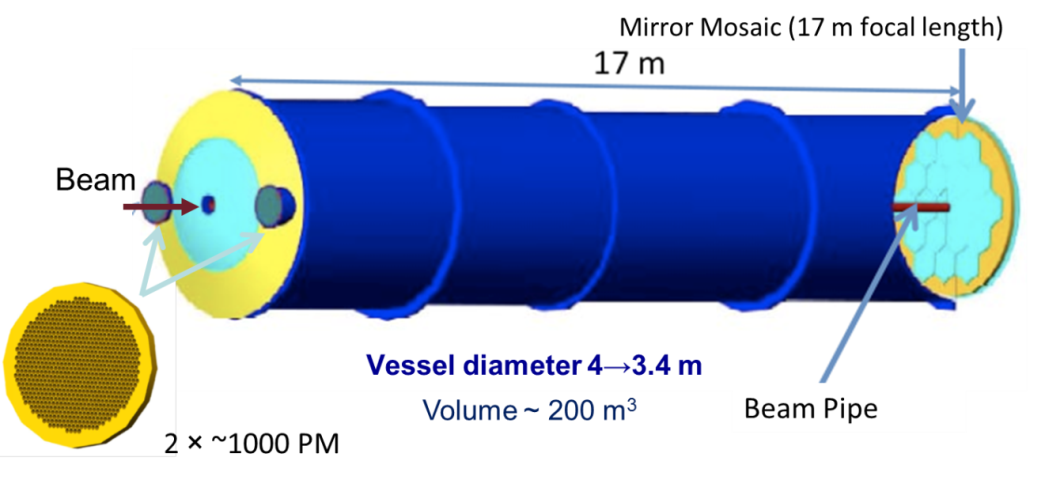 Mirror Mosaic (17 m focal length)
17 m
Beam
Vessel diameter 4→3.4 m
Volume ~ 200 m³
Beam Pipe
2 × ~1000 PM